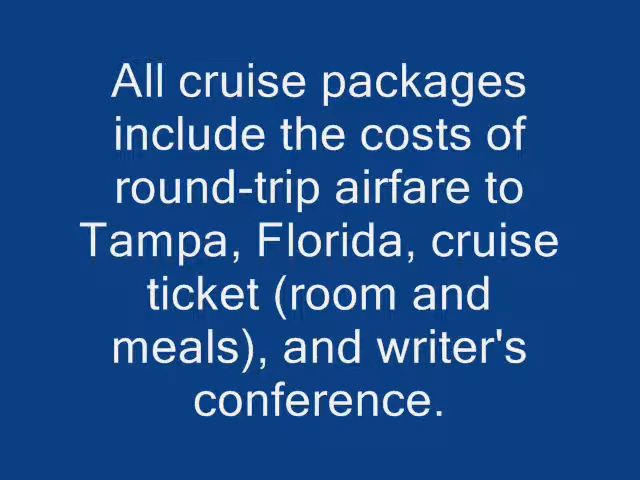 All cruise packages
include the costs of
round-trip airfare to
Tampa, Florida, cruise
ticket (room and
meals), and writer's
conference.